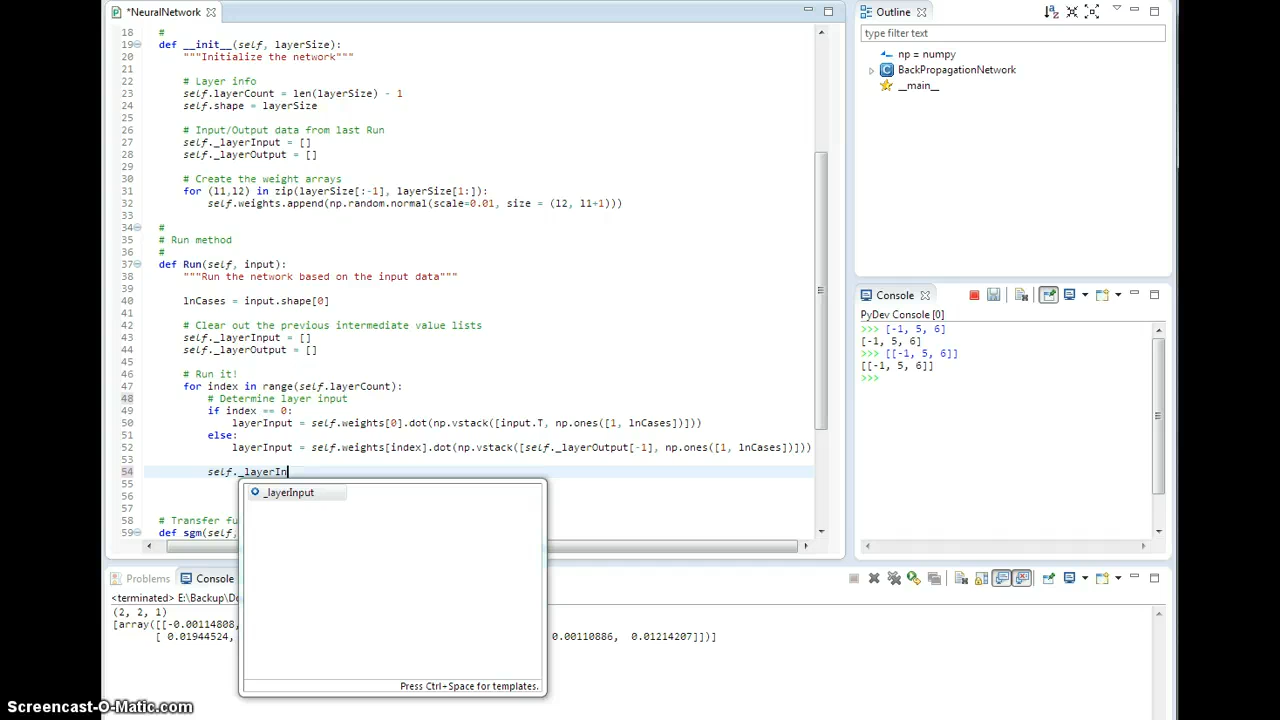 *NeuralNetwork
18 #
19 def __init__(self, layerSize):
20 """Initialize the network"""
21
22 # Layer info
23 self.layerCount = len(layerSize) - 1
24 self.shape = layerSize
25
26 # Input/Output data from last Run
27 self._layerInput = []
28 self._layerOutput = []
29
30 # Create the weight arrays
31 for (l1,l2) in zip(layerSize[:-1], layerSize[1:]):
32 self.weights.append(np.random.normal(scale=0.01, size = (l2, l1+1)))
33
34 #
35 # Run method
36 #
37 def Run(self, input):
38 """Run the network based on the input data"""
39
40 lnCases = input.shape[0]
41
42 # Clear out the previous intermediate value lists
43 self._layerInput = []
44 self._layerOutput = []
45
46 # Run it!
47 for index in range(self.layerCount):
48 # Determine layer input
49 if index == 0:
50 layerInput = self.weights[0].dot(np.vstack([input.T, np.ones([1, lnCases])]))
51 else:
52 layerInput = self.weights[index].dot(np.vstack([self._layerOutput[-1], np.ones([1, lnCases])]))
53
54 self._layerIn
55
56
57
58 # Transfer fu
59 def sgm(self,
_layerInput
Press Ctrl+Space for templates.
Outline
type filter text
np = numpy
BackPropagationNetwork
__main__
Console
PyDev Console [0]
>>> [-1, 5, 6]
[-1, 5, 6]
>>> [[-1, 5, 6]]
[[-1, 5, 6]]
>>>
Problems Console
<terminated> E:\Backup\Do
(2, 2, 1)
[array([[-0.00114808,
[ 0.01944524, 0.00110886, 0.01214207]])]
Screencast-O-Matic.com